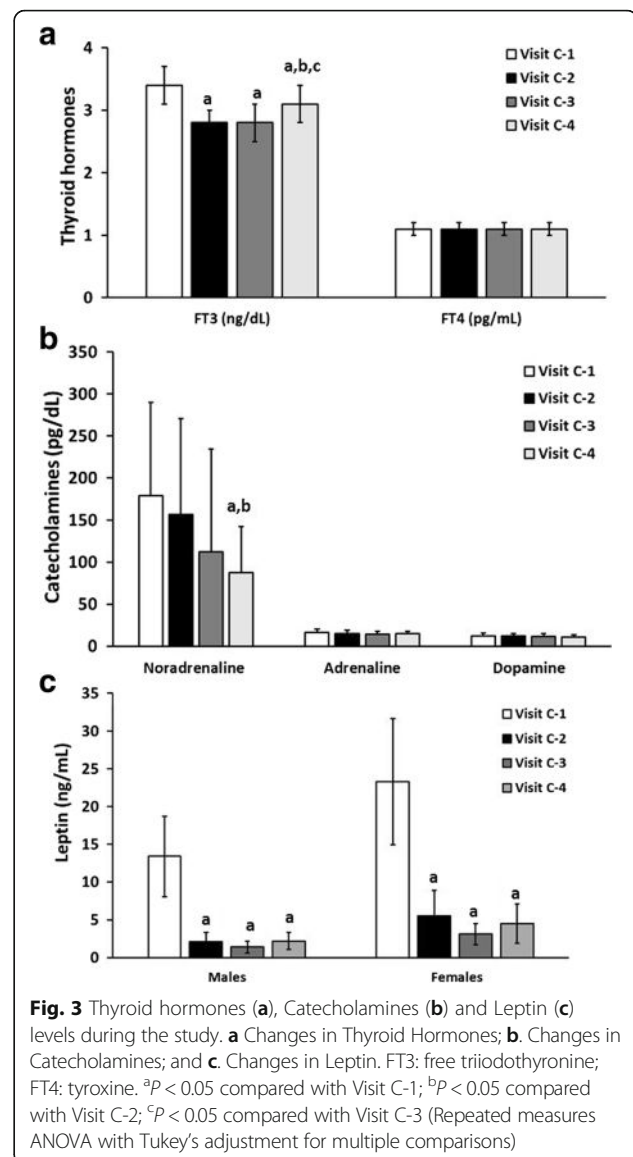 a
4
3
2
1
0
Thyroid hormones
a
a
a,b,c
Visit C-1
Visit C-2
Visit C-3
Visit C-4
FT3 (ng/dL)
FT4 (pg/mL)
b
350
300
250
200
150
100
50
0
Catecholamines (pg/dL)
a,b
Visit C-1
Visit C-2
Visit C-3
Visit C-4
Noradrenaline
Adrenaline
Dopamine
c
35
30
25
20
15
10
5
0
Leptin (ng/mL)
a
a
a
a
a
a
Visit C-1
Visit C-2
Visit C-3
Visit C-4
Males
Females
Fig. 3 Thyroid hormones (a), Catecholamines (b) and Leptin (c)
levels during the study. a Changes in Thyroid Hormones; b. Changes in
Catecholamines; and c. Changes in Leptin. FT3: free triiodothyronine;
FT4: tyroxine. ᵃP < 0.05 compared with Visit C-1; ᵇP < 0.05 compared
with Visit C-2; ᶜP < 0.05 compared with Visit C-3 (Repeated measures
ANOVA with Tukey's adjustment for multiple comparisons)